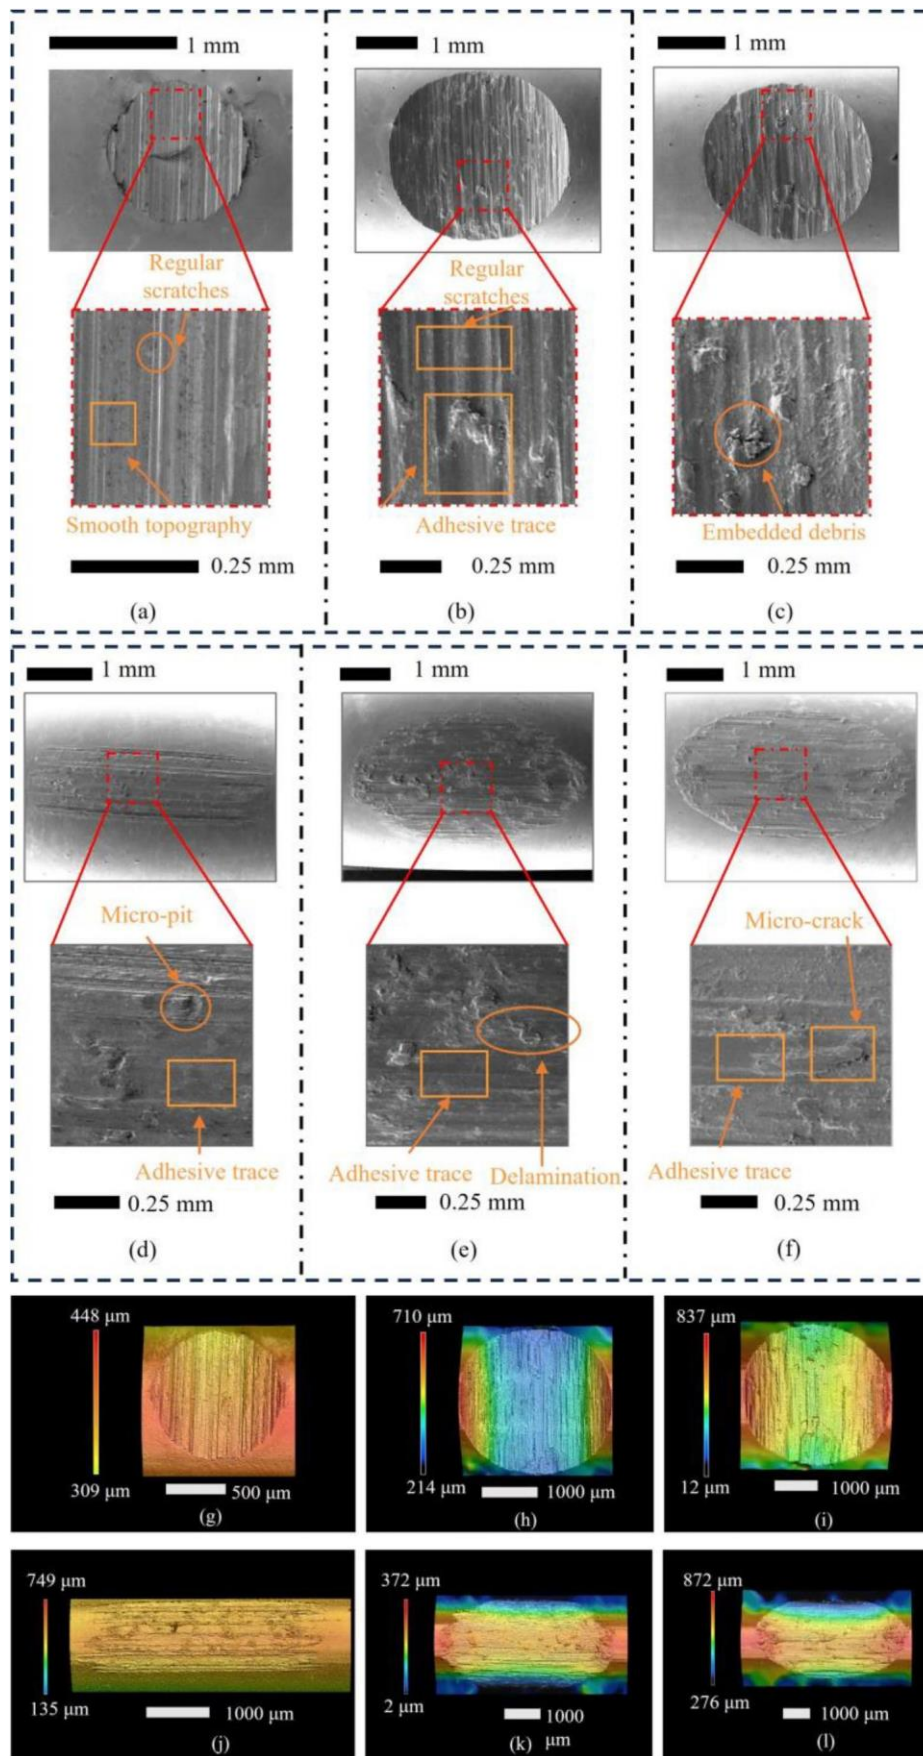 1 mm
1 mm
1 mm
Regular
scratches
Regular
scratches
Smooth topography
Adhesive trace
Embedded debris
0.25 mm
0.25 mm
0.25 mm
(a)
(b)
(c)
1 mm
1 mm
1 mm
Micro-pit
Micro-crack
Adhesive trace
Adhesive trace
Delamination
Adhesive trace
0.25 mm
0.25 mm
0.25 mm
(d)
(e)
(f)
448 μm
309 μm
500 μm
(g)
710 μm
214 μm
1000 μm
(h)
837 μm
12 μm
1000 μm
(i)
749 μm
135 μm
1000 μm
(j)
372 μm
2 μm
1000
μm
(k)
872 μm
276 μm
1000 μm
(l)